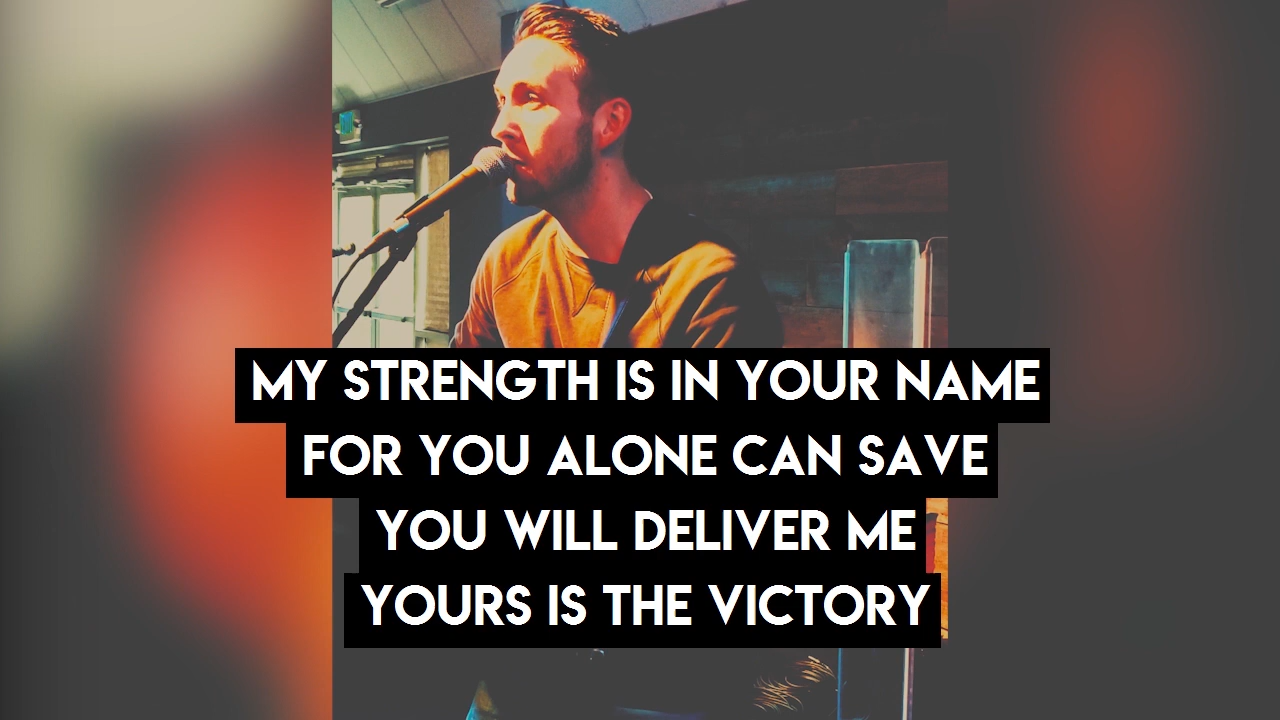 MY STRENGTH IS IN YOUR NAME
FOR YOU ALONE CAN SAVE
YOU WILL DELIVER ME
YOURS IS THE VICTORY